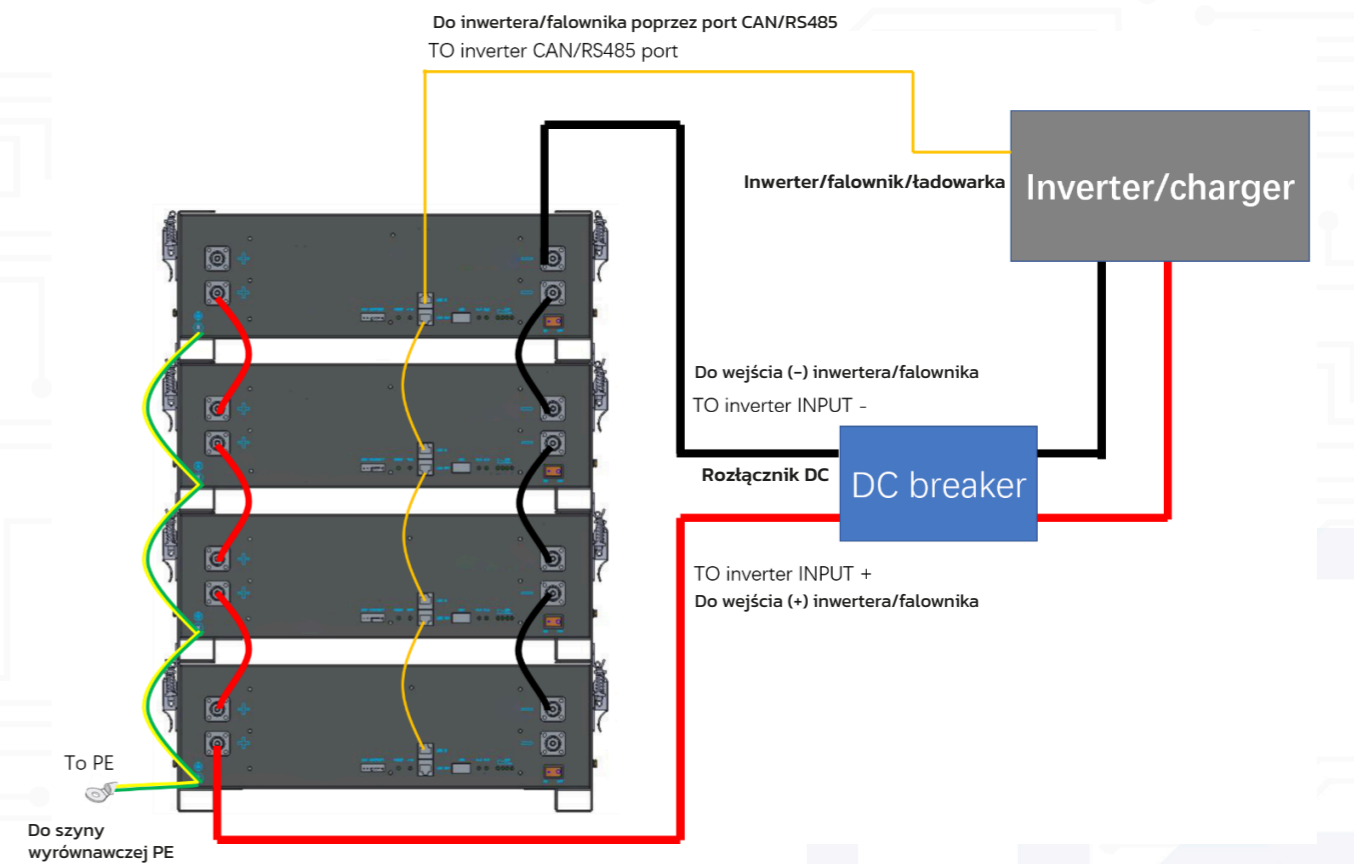 Do inwertera/falownika poprzez port CAN/RS485
TO inverter CAN/RS485 port
Inwerter/falownik/ładowarka
Inverter/charger
Do wejścia (-) inwertera/falownika
TO inverter INPUT -
Rozłącznik DC
DC breaker
TO inverter INPUT +
Do wejścia (+) inwertera/falownika
To PE
Do szyny
wyrównawczej PE